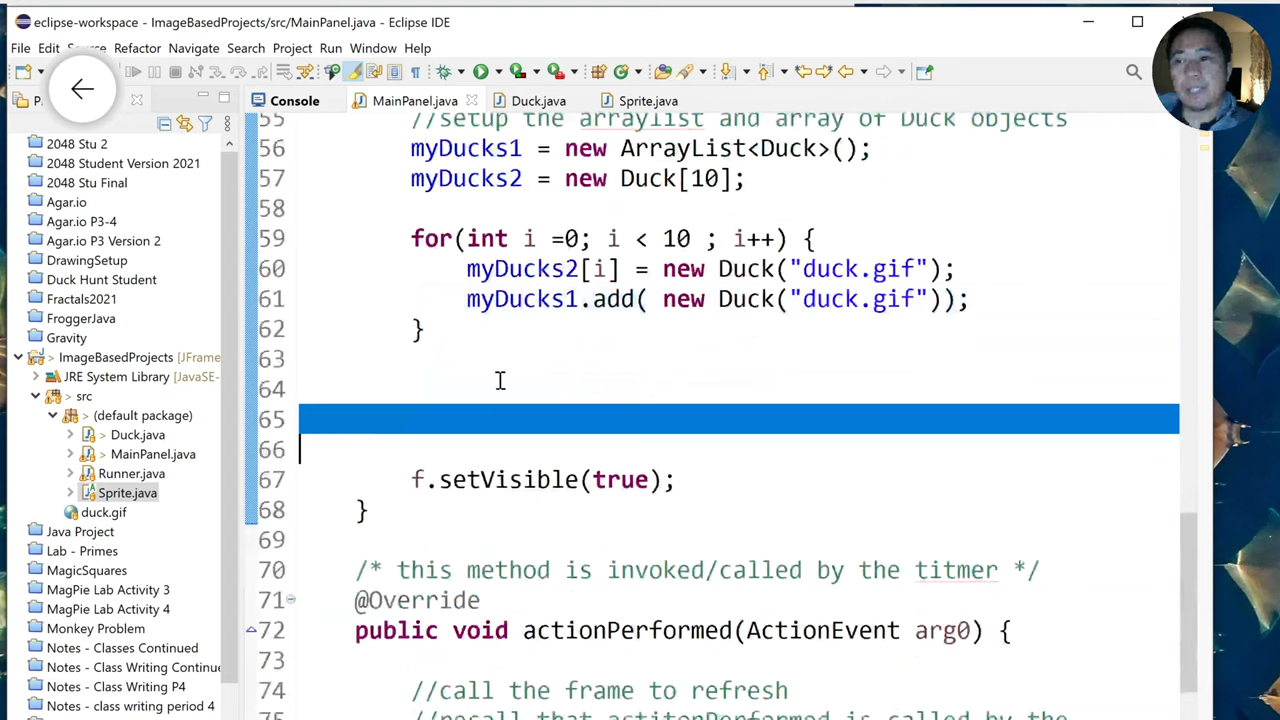 eclipse-workspace - ImageBasedProjects/src/MainPanel.java - Eclipse IDE
File Edit Source Refactor Navigate Search Project Run Window Help
Console MainPanel.java Duck.java Sprite.java
2048 Stu 2
2048 Student Version 2021
2048 Stu Final
Agar.io
Agar.io P3-4
Agar.io P3 Version 2
DrawingSetup
Duck Hunt Student
Fractals2021
FroggerJava
Gravity
> ImageBasedProjects [JFrame
JRE System Library [JavaSE-
> src
> (default package)
> Duck.java
> MainPanel.java
Runner.java
Sprite.java
duck.gif
Java Project
Lab - Primes
MagicSquares
MagPie Lab Activity 3
MagPie Lab Activity 4
Monkey Problem
Notes - Classes Continued
Notes - Class Writing Continue
Notes - Class Writing P4
Notes - class writing period 4
55 //setup the arraylist and array of Duck objects
56 myDucks1 = new ArrayList<Duck>();
57 myDucks2 = new Duck[10];
58
59 for(int i =0; i < 10 ; i++) {
60 myDucks2[i] = new Duck("duck.gif");
61 myDucks1.add( new Duck("duck.gif"));
62 }
63
64
65
66
67 f.setVisible(true);
68 }
69
70 /* this method is invoked/called by the titmer */
71 @Override
72 public void actionPerformed(ActionEvent arg0) {
73
74 //call the frame to refresh
75 //recall that actitonPerformed is called by the